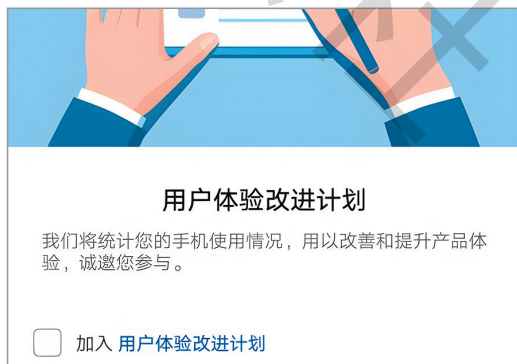 用户体验改进计划
我们将统计您的手机使用情况，用以改善和提升产品体
验，诚邀您参与。
加入 用户体验改进计划